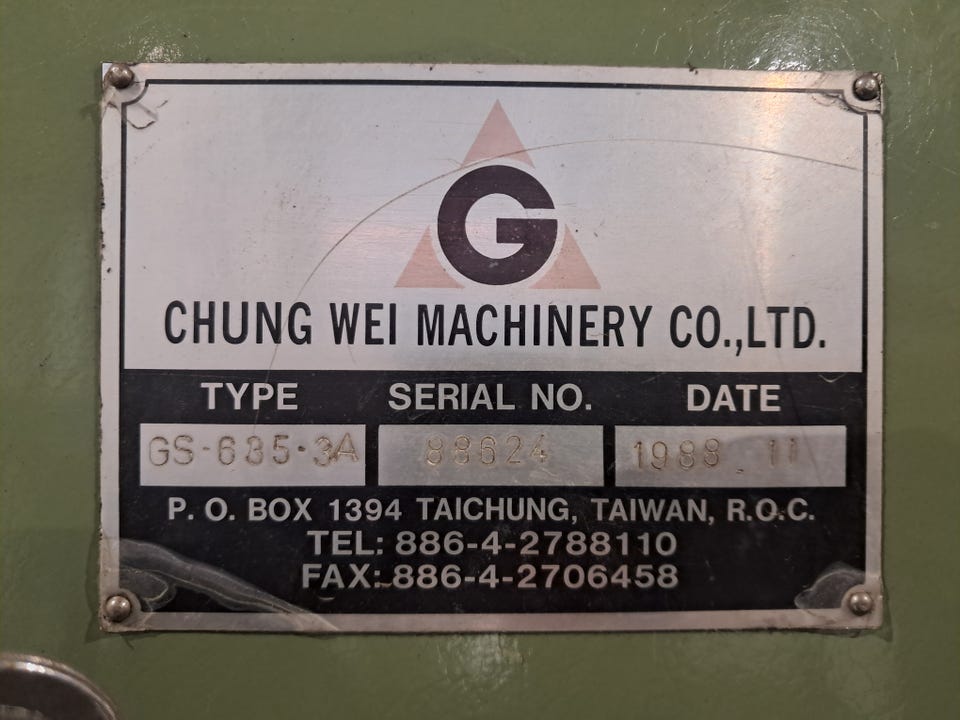 G
CHUNG WEI MACHINERY CO.,LTD.
TYPE SERIAL NO. DATE
GS-635-3A 88624 1988. 11
P. O. BOX 1394 TAICHUNG, TAIWAN, R.O.C.
TEL: 886-4-2788110
FAX: 886-4-2706458